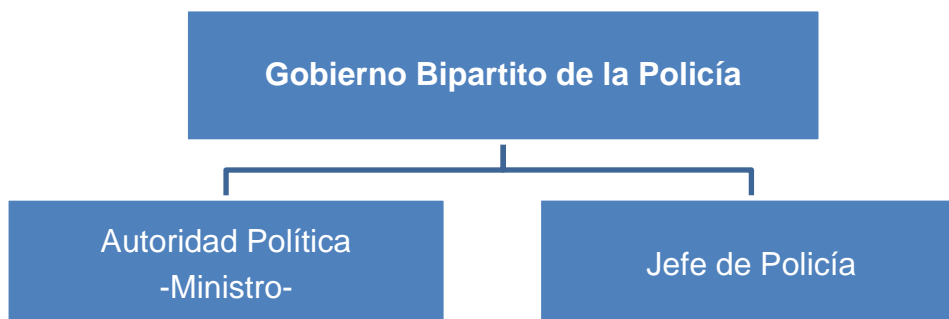 Gobierno Bipartito de la Policía
Autoridad Política
-Ministro-
Jefe de Policía